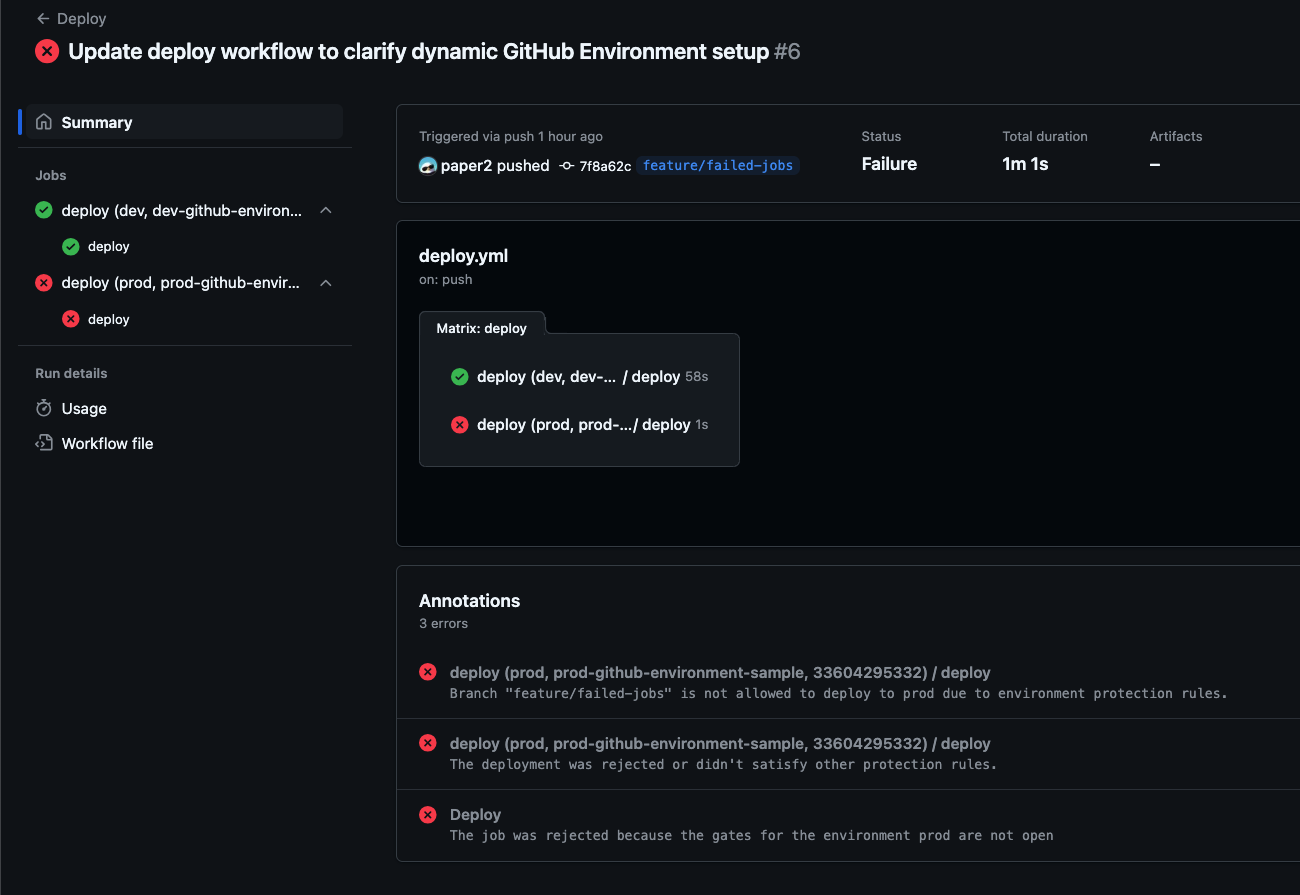 Deploy
Update deploy workflow to clarify dynamic GitHub Environment setup #6
Summary
Jobs
deploy (dev, dev-github-environ...
deploy
deploy (prod, prod-github-envir...
deploy
Run details
Usage
Workflow file
Triggered via push 1 hour ago
paper2 pushed 7f8a62c feature/failed-jobs
Status
Failure
Total duration
1m 1s
Artifacts
–
deploy.yml
on: push
Matrix: deploy
deploy (dev, dev-... / deploy 58s
deploy (prod, prod-.../ deploy 1s
Annotations
3 errors
deploy (prod, prod-github-environment-sample, 33604295332) / deploy
Branch "feature/failed-jobs" is not allowed to deploy to prod due to environment protection rules.
deploy (prod, prod-github-environment-sample, 33604295332) / deploy
The deployment was rejected or didn't satisfy other protection rules.
Deploy
The job was rejected because the gates for the environment prod are not open